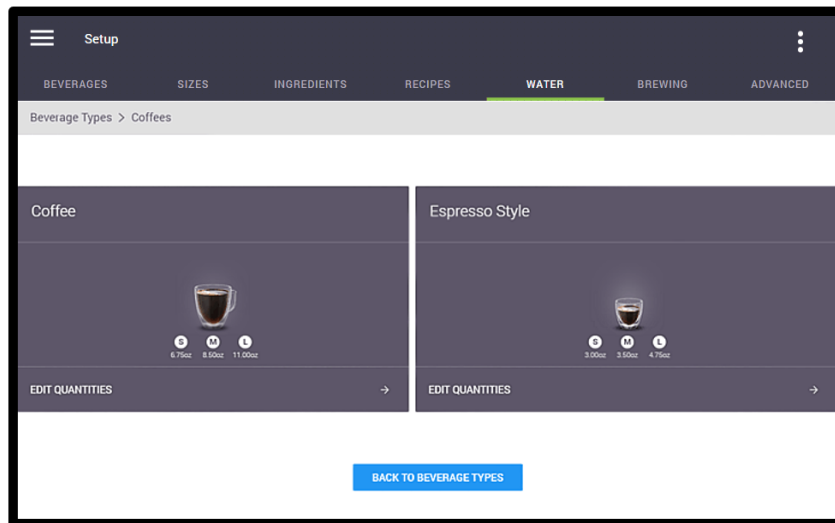 Setup
BEVERAGES SIZES INGREDIENTS RECIPES WATER BREWING ADVANCED
Beverage Types > Coffees
Coffee
S M L
6.75oz 8.50oz 11.00oz
EDIT QUANTITIES →
Espresso Style
S M L
3.00oz 3.50oz 4.75oz
EDIT QUANTITIES →
BACK TO BEVERAGE TYPES